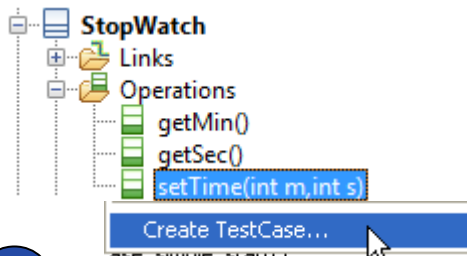 StopWatch
Links
Operations
getMin()
getSec()
setTime(int m,int s)
Create TestCase...